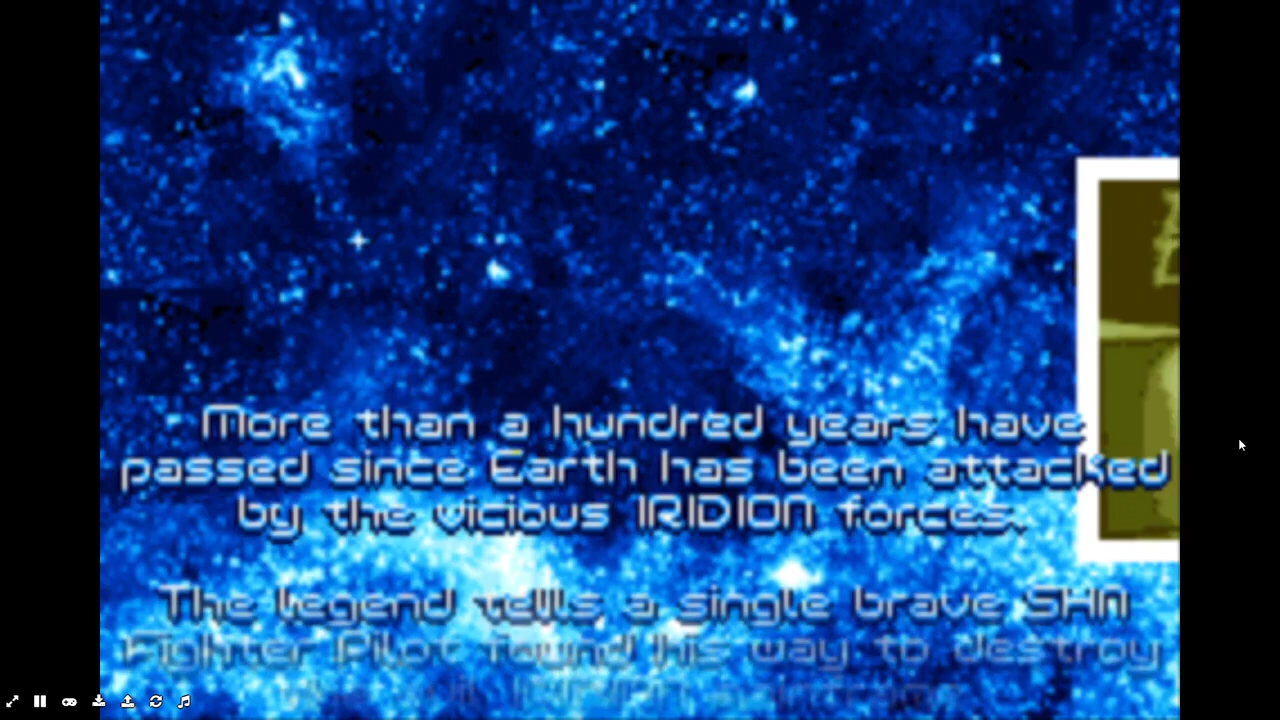 More than a hundred years have
passed since Earth has been attacked
by the vicious IRIDION forces.
The legend tells a single brave SHN
Fighter Pilot found his way to destroy